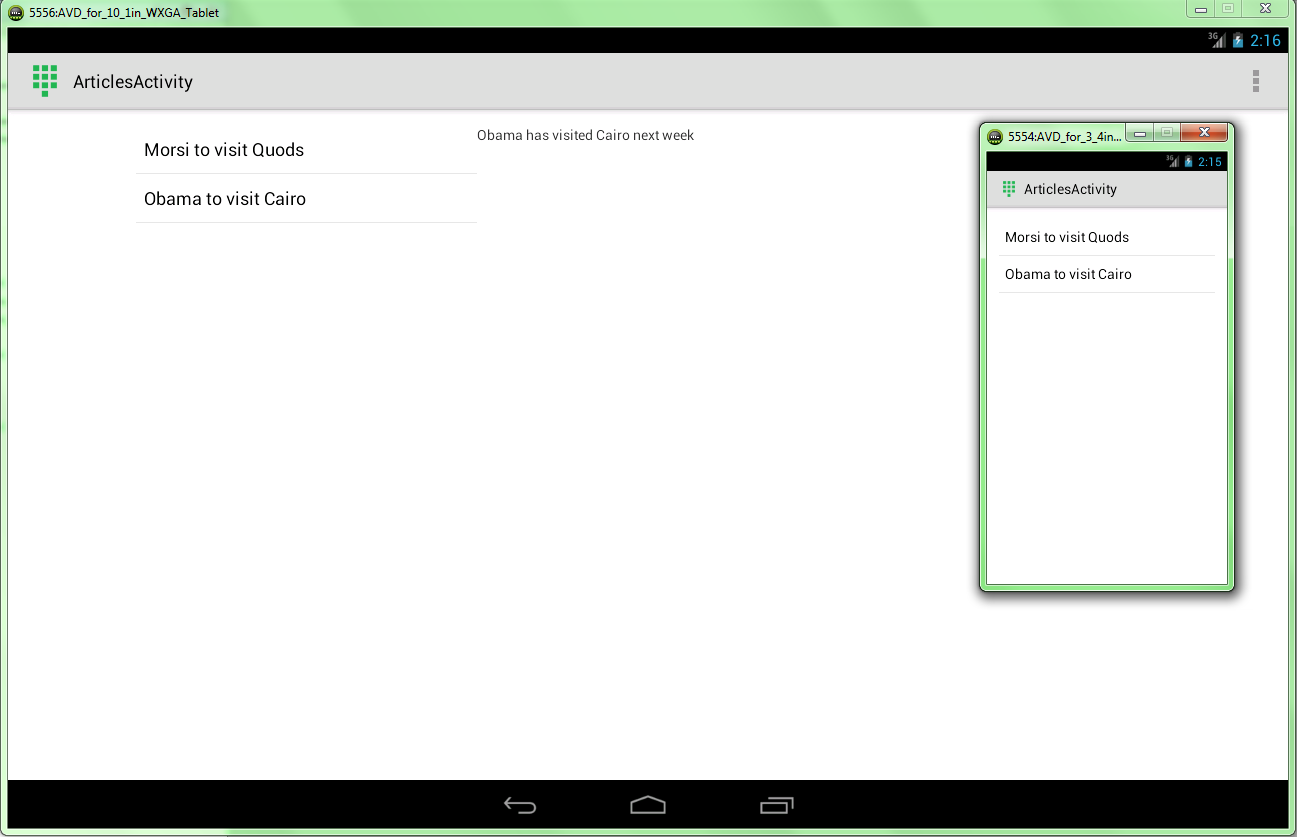 5556:AVD_for_10_1in_WXGA_Tablet
3G 2:16
ArticlesActivity
Morsi to visit Quods
Obama to visit Cairo
Obama has visited Cairo next week
5554:AVD_for_3_4in...
3G 2:15
ArticlesActivity
Morsi to visit Quods
Obama to visit Cairo